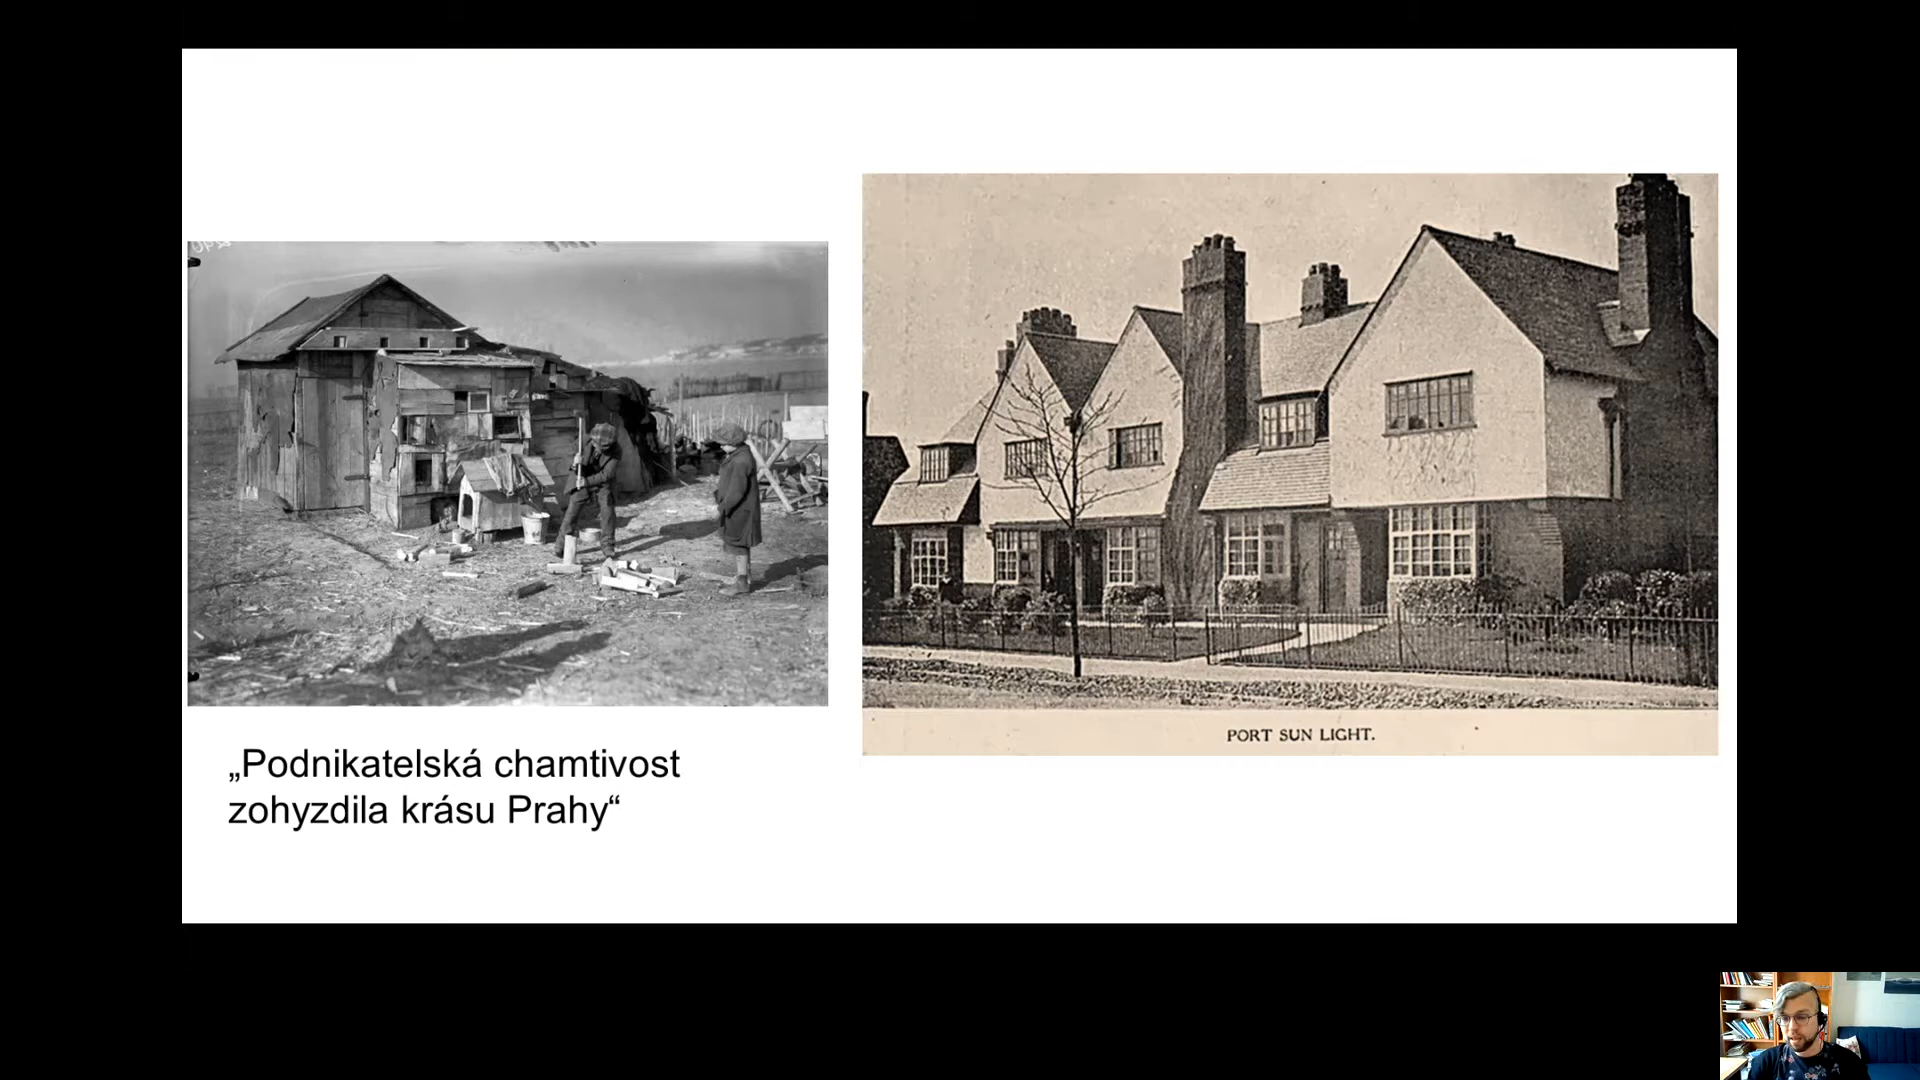 „Podnikatelská chamtivost
zohyzdila krásu Prahy“
PORT SUN LIGHT.